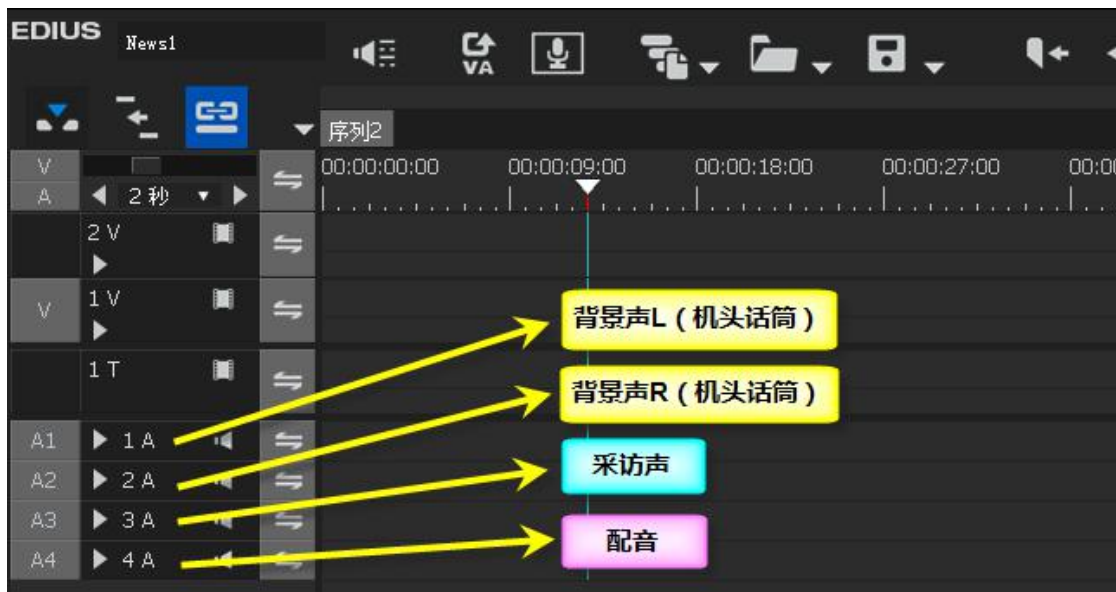 EDIUS News1
VA
序列2
V 00:00:00:00 00:00:09:00 00:00:18:00 00:00:27:00
A 2 秒
2 V
V 1 V
背景声L（机头话筒）
1 T
背景声R（机头话筒）
A1 1 A
采访声
A2 2 A
A3 3 A
配音
A4 4 A